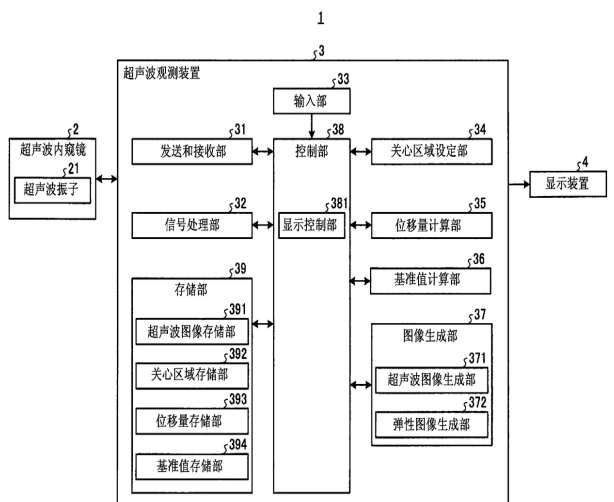 1
3
超声波观测装置
33
输入部
2
超声波内窥镜
21
超声波振子
31
发送和接收部
38
控制部
34
关心区域设定部
4
显示装置
32
信号处理部
381
显示控制部
35
位移量计算部
36
基准值计算部
39
存储部
391
超声波图像存储部
392
关心区域存储部
393
位移量存储部
394
基准值存储部
37
图像生成部
371
超声波图像生成部
372
弹性图像生成部